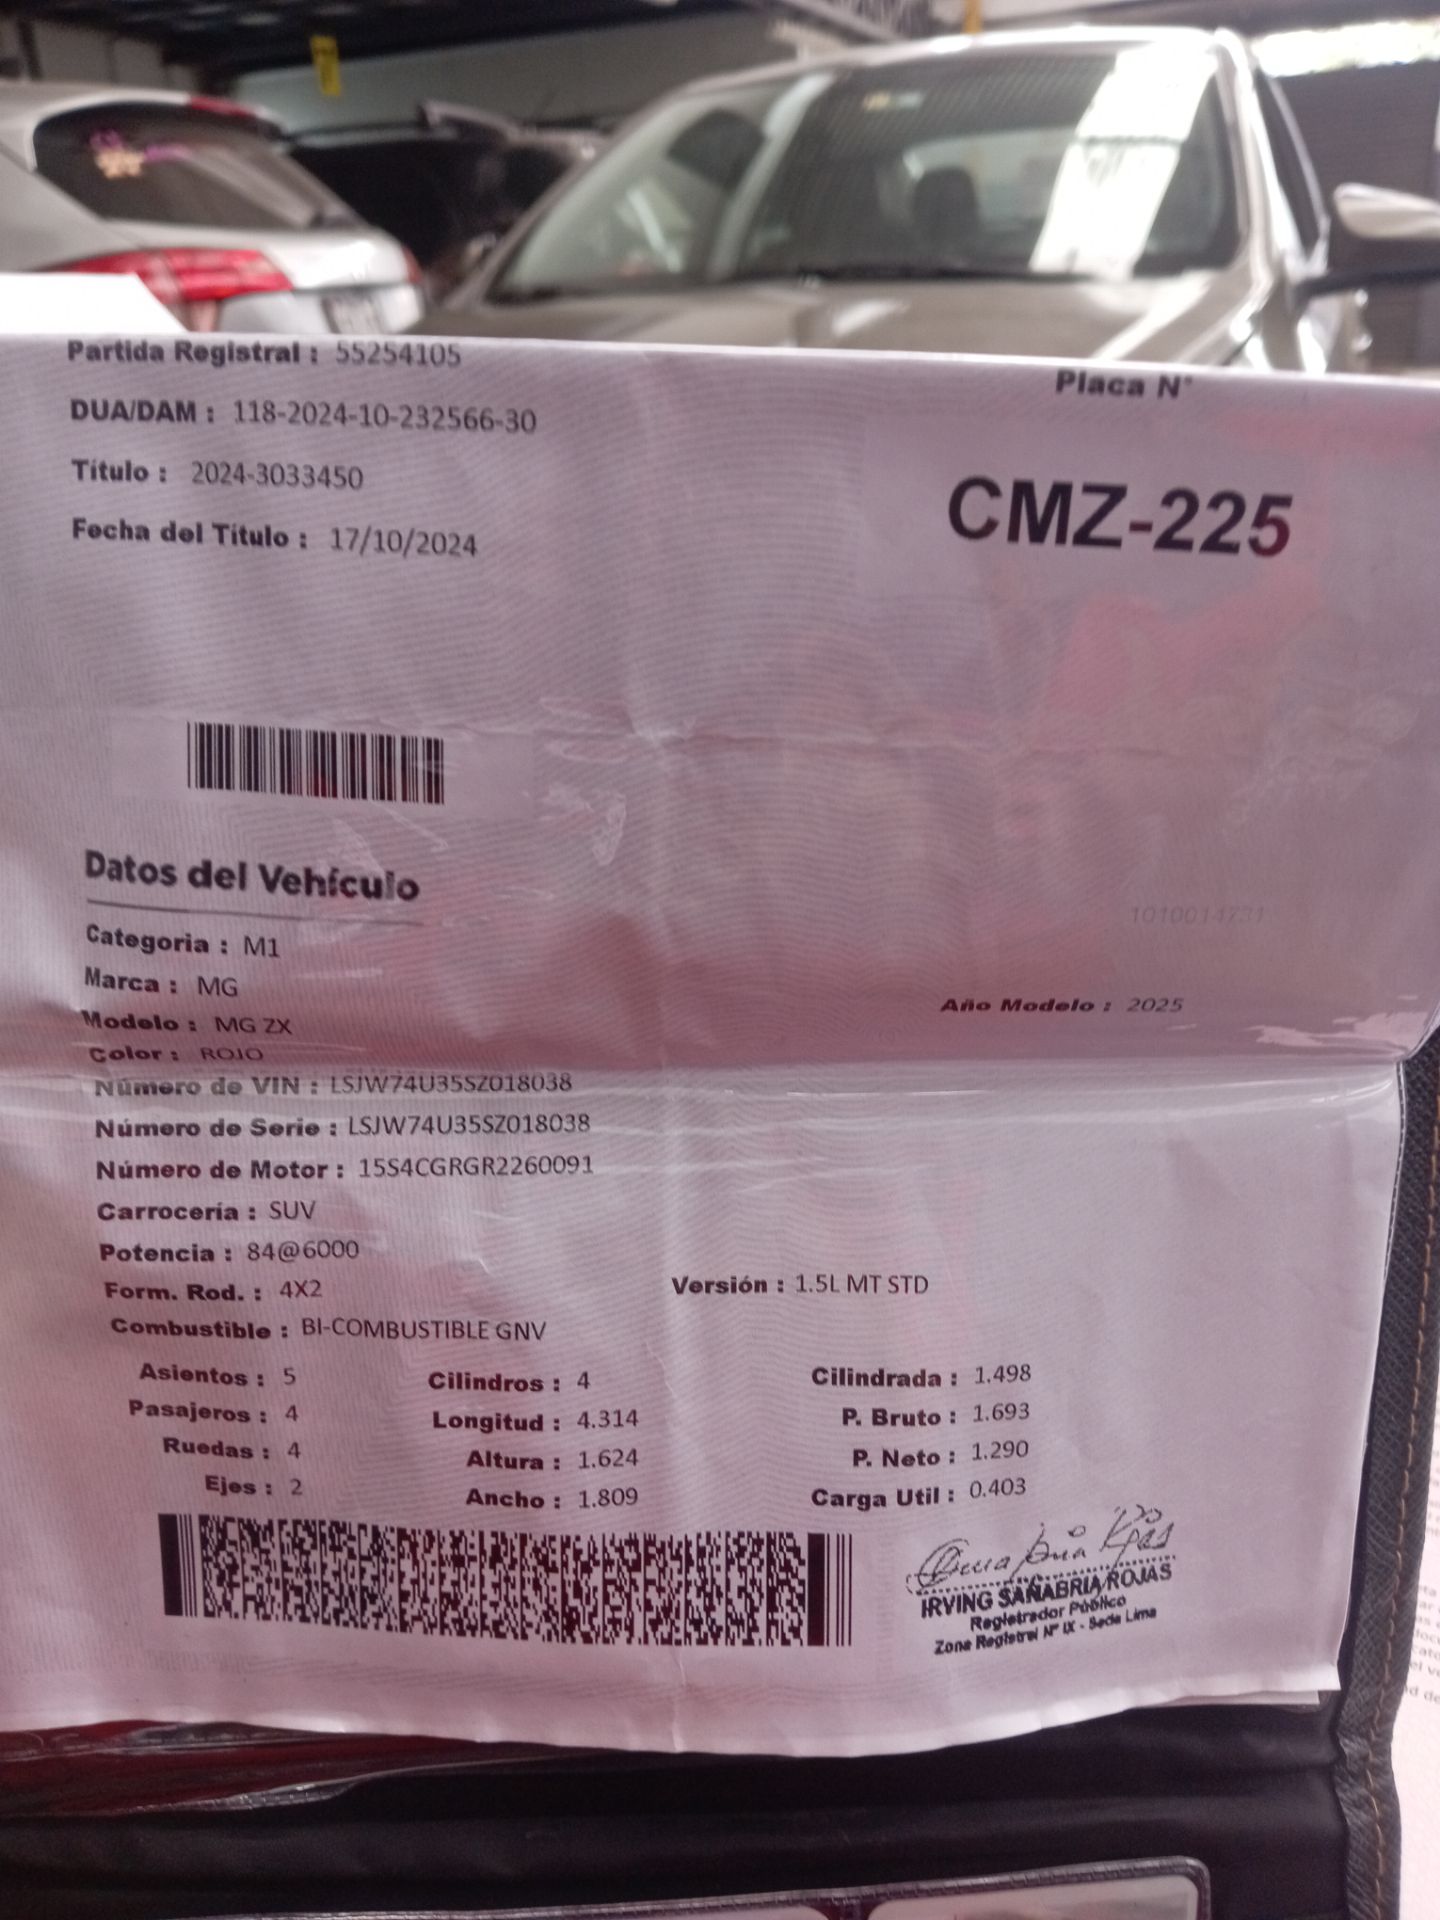 Partida Registral : 55254105
Placa N°
DUA/DAM : 118-2024-10-232566-30
Título : 2024-3033450
CMZ-225
Fecha del Título : 17/10/2024
Datos del Vehículo
1010014731
Categoria : M1
Marca : MG
Año Modelo : 2025
Modelo : MG ZX
Color : ROJO
Número de VIN : LSJW74U35SZ018038
Número de Serie : LSJW74U35SZ018038
Número de Motor : 15S4CGRGR2260091
Carrocería : SUV
Potencia : 84@6000
Form. Rod. : 4X2 Versión : 1.5L MT STD
Combustible : BI-COMBUSTIBLE GNV
Asientos : 5 Cilindros : 4 Cilindrada : 1.498
Pasajeros : 4 Longitud : 4.314 P. Bruto : 1.693
Ruedas : 4 Altura : 1.624 P. Neto : 1.290
Ejes : 2 Ancho : 1.809 Carga Util : 0.403
IRVING SAÑABRIA ROJAS
Registrador Público
Zona Registral N° IX - Sede Lima